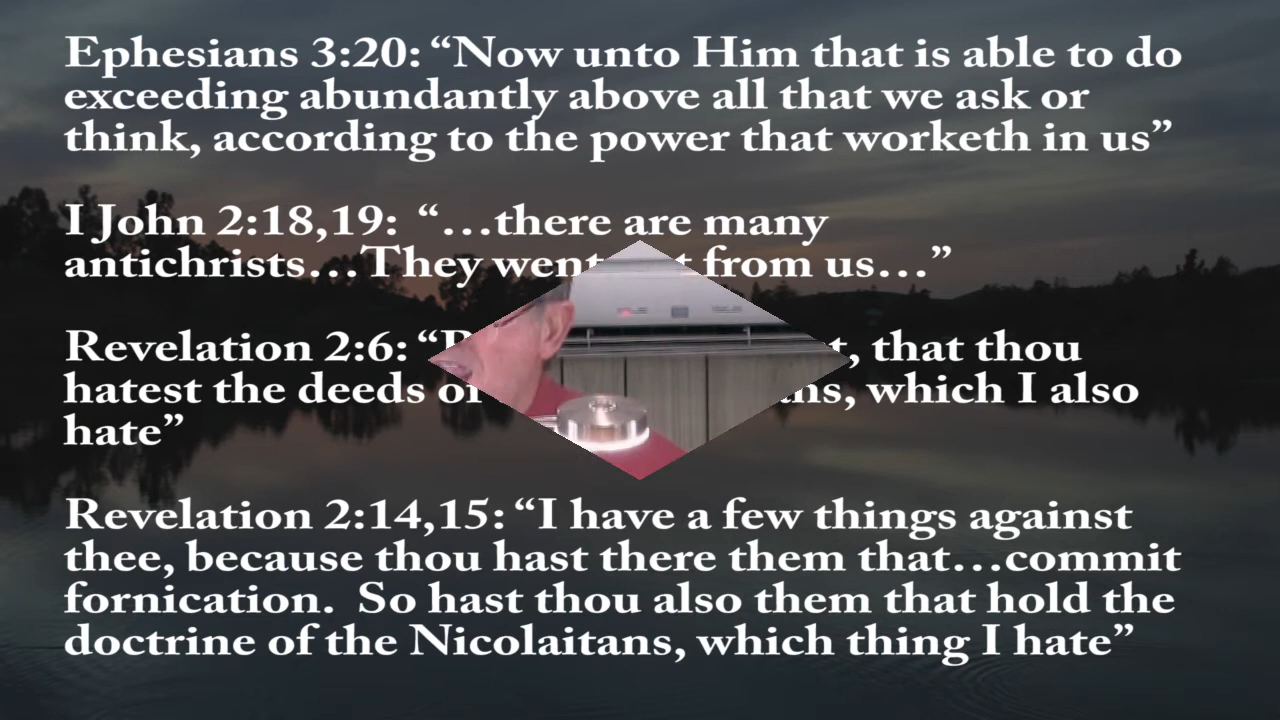 Ephesians 3:20: “Now unto Him that is able to do
exceeding abundantly above all that we ask or
think, according to the power that worketh in us”
I John 2:18,19:  “…there are many
antichrists…They went from us…”
Revelation 2:6: “ that thou
hatest the deeds of which I also
hate”
Revelation 2:14,15: “I have a few things against
thee, because thou hast there them that…commit
fornication.  So hast thou also them that hold the
doctrine of the Nicolaitans, which thing I hate”